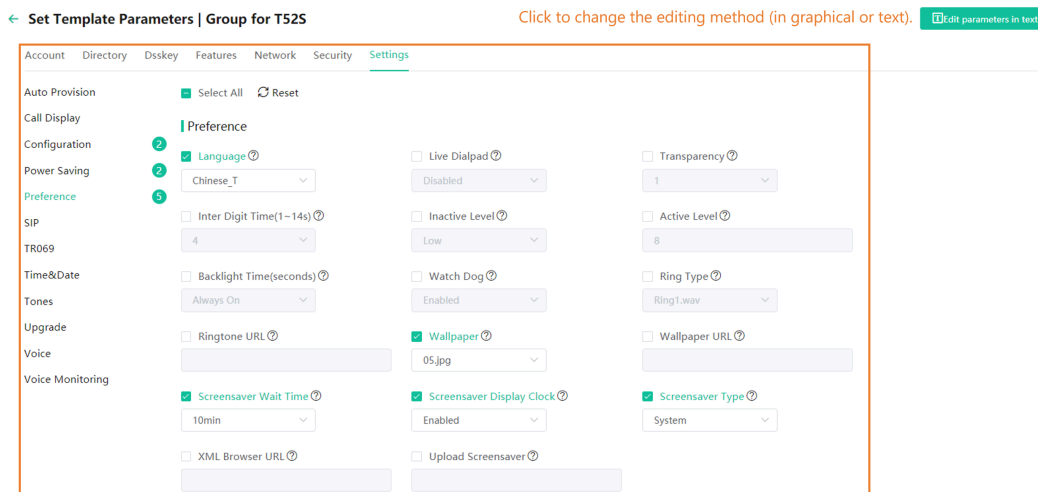 ← Set Template Parameters | Group for T52S
Click to change the editing method (in graphical or text).
Edit parameters in text
Account Directory Dsskey Features Network Security Settings
Auto Provision
Call Display
Configuration 2
Power Saving 2
Preference 5
SIP
TR069
Time&Date
Tones
Upgrade
Voice
Voice Monitoring
Select All Reset
Preference
Language Live Dialpad Transparency
Chinese_T Disabled 1
Inter Digit Time(1~14s) Inactive Level Active Level
4 Low 8
Backlight Time(seconds) Watch Dog Ring Type
Always On Enabled Ring1.wav
Ringtone URL Wallpaper Wallpaper URL
05.jpg
Screensaver Wait Time Screensaver Display Clock Screensaver Type
10min Enabled System
XML Browser URL Upload Screensaver